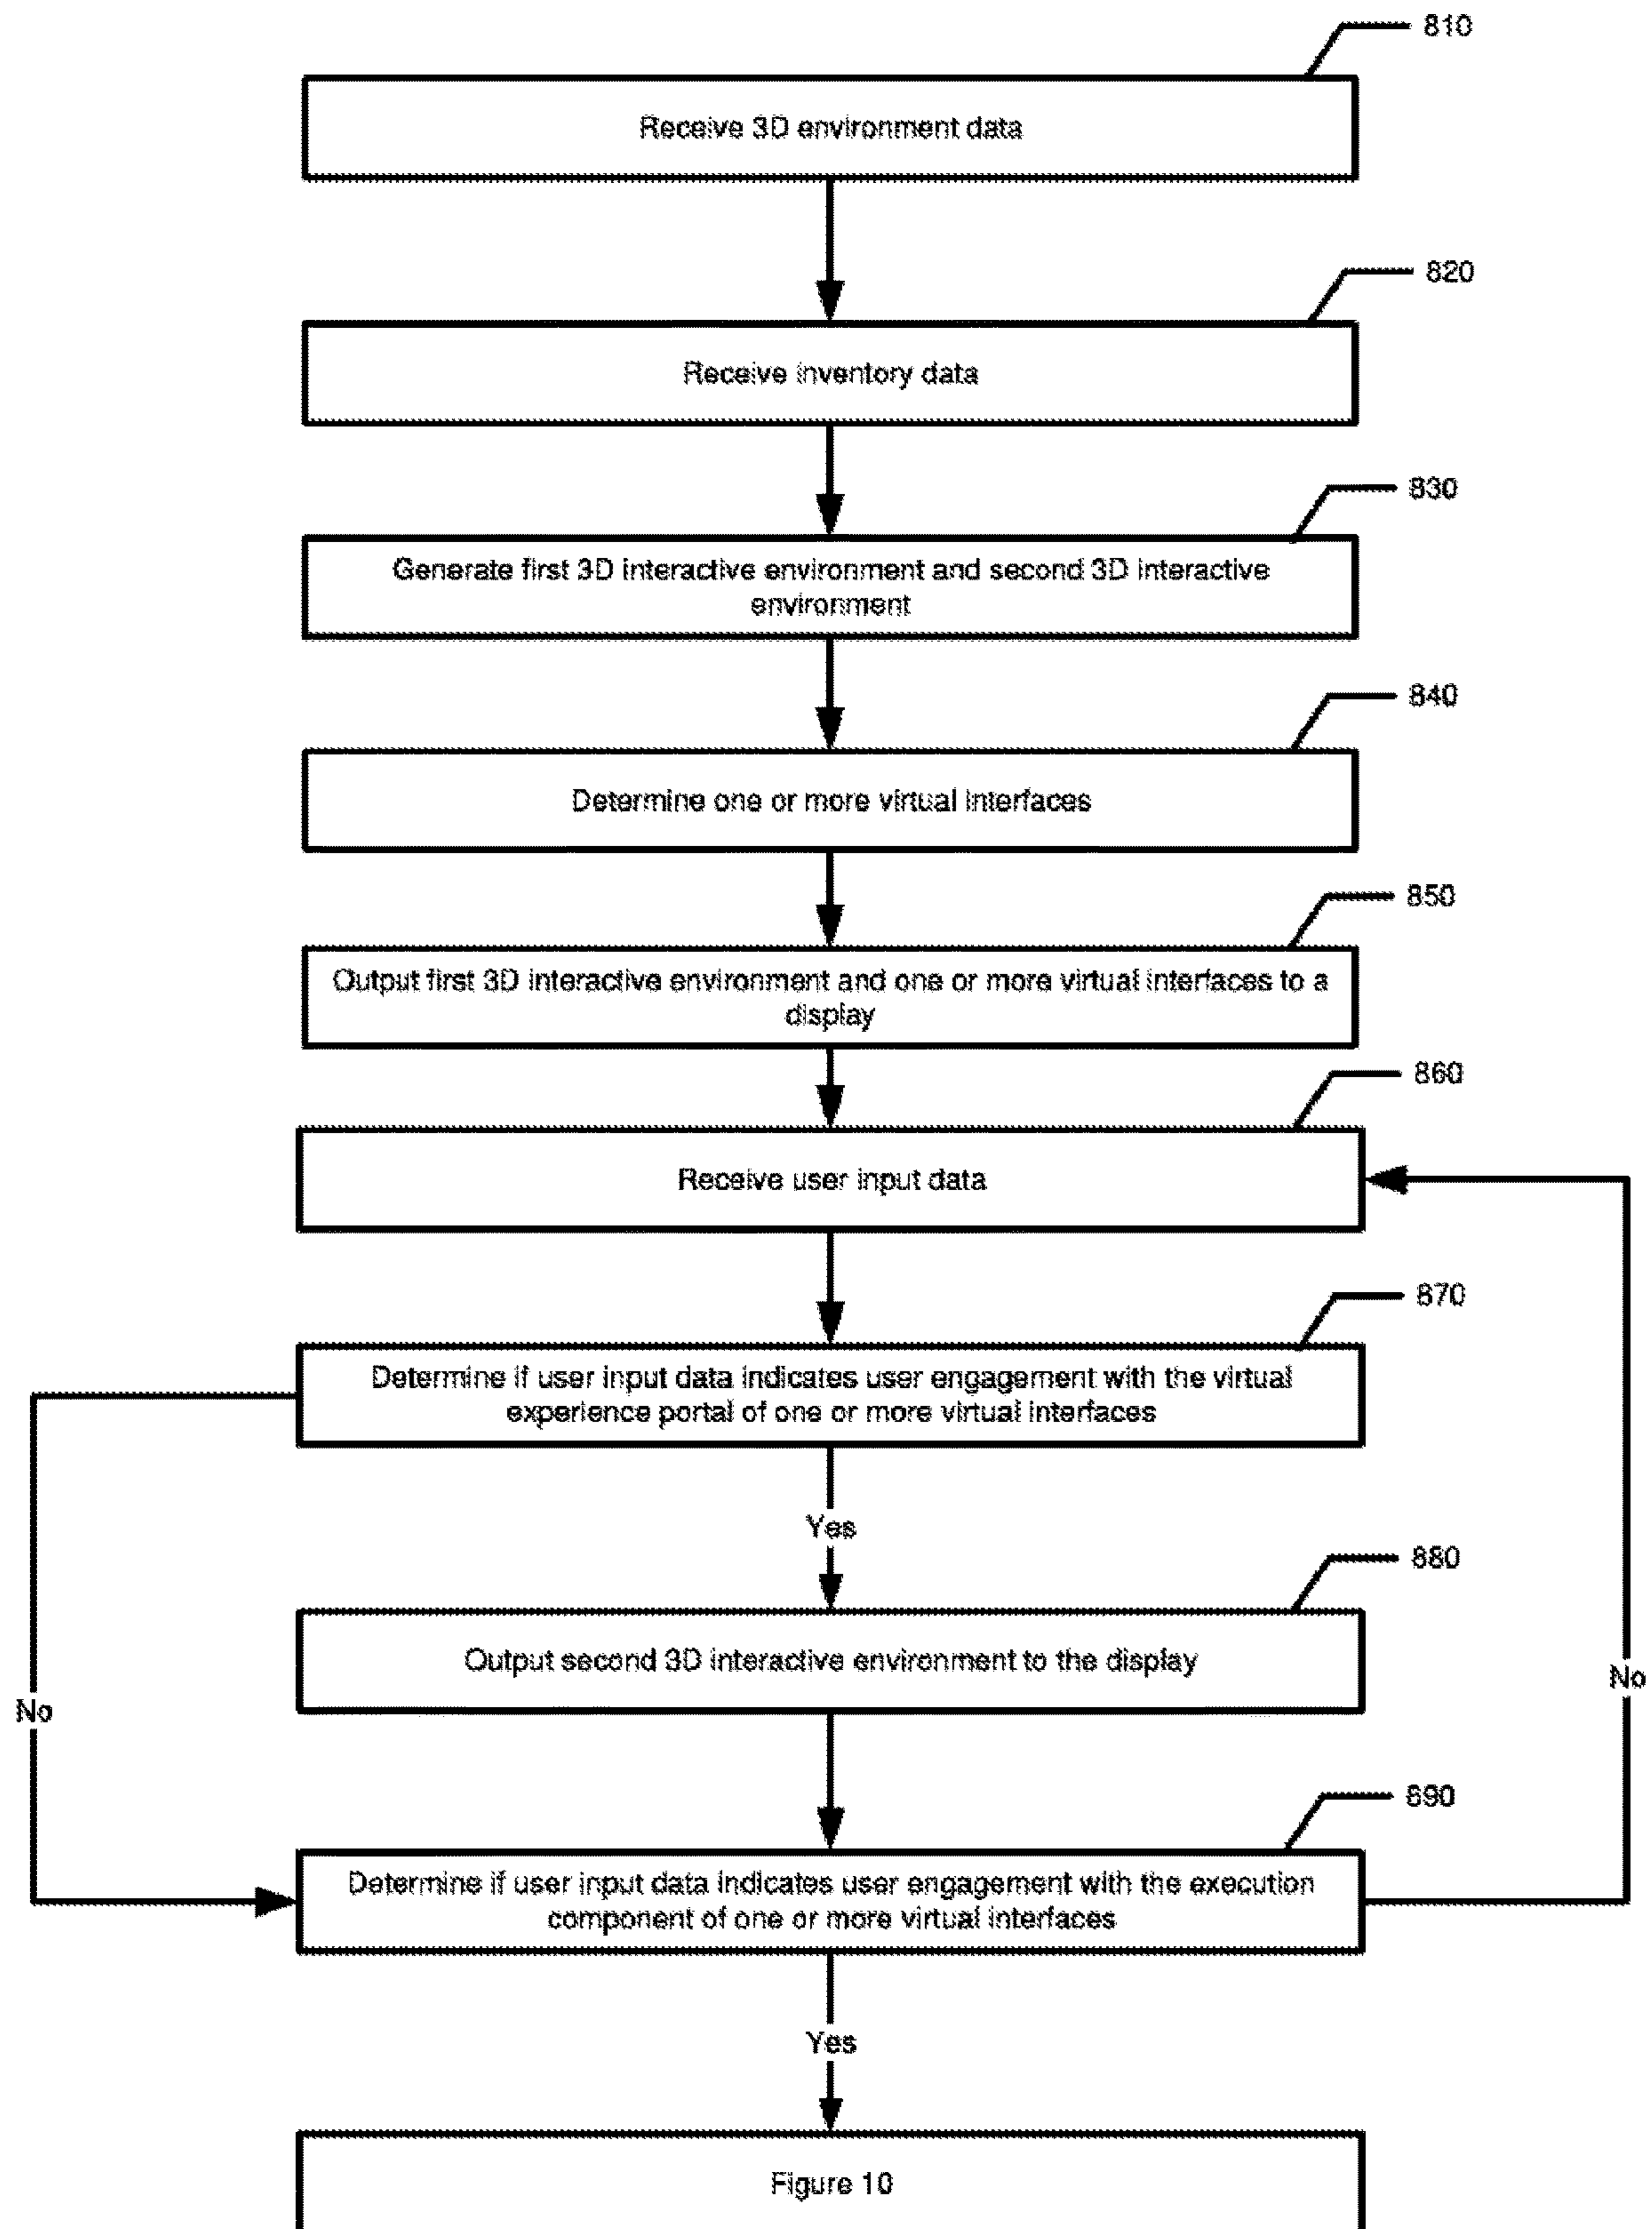 810
Receive 3D environment data
820
Receive inventory data
830
Generate first 3D interactive environment and second 3D interactive
environment
840
Determine one or more virtual interfaces
850
Output first 3D interactive environment and one or more virtual interfaces to a
display
860
Receive user input data
870
Determine if user input data indicates user engagement with the virtual
experience portal of one or more virtual interfaces
Yes
880
Output second 3D interactive environment to the display
No
No
890
Determine if user input data indicates user engagement with the execution
component of one or more virtual interfaces
Yes
Figure 10